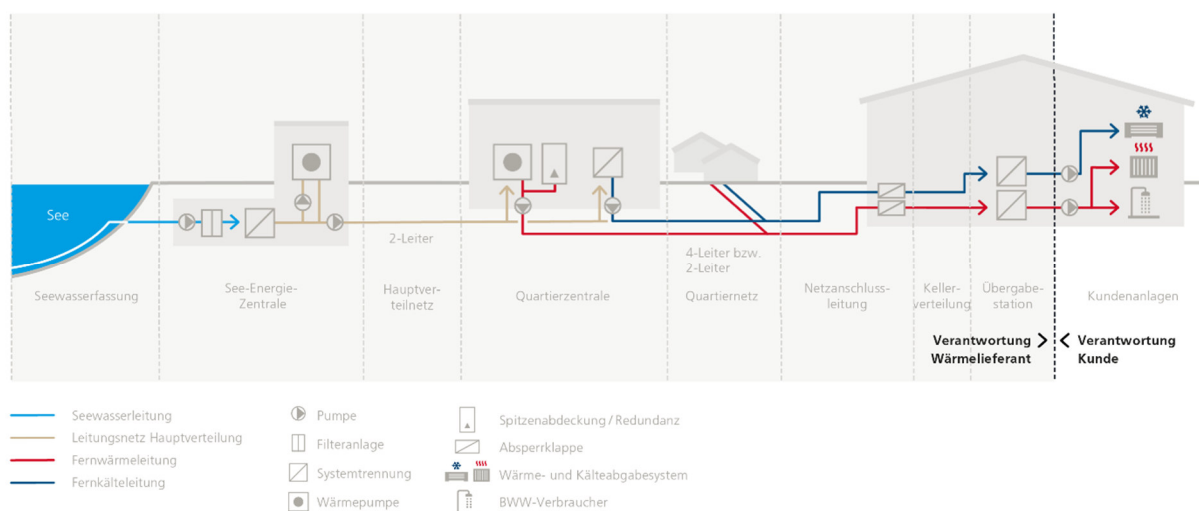 See
2-Leiter
4-Leiter bzw.
2-Leiter
Seewasserfassung
See-Energie-
Zentrale
Hauptver-
teilnetz
Quartierzentrale
Quartiernetz
Netzanschluss-
leitung
Keller-
verteilung
Übergabe-
station
Kundenanlagen
Verantwortung
Wärmelieferant
Verantwortung
Kunde
Seewasserleitung
Leitungsnetz Hauptverteilung
Fernwärmeleitung
Fernkälteleitung
Pumpe
Filteranlage
Systemtrennung
Wärmepumpe
Spitzenabdeckung / Redundanz
Absperrklappe
Wärme- und Kälteabgabesystem
BWW-Verbraucher